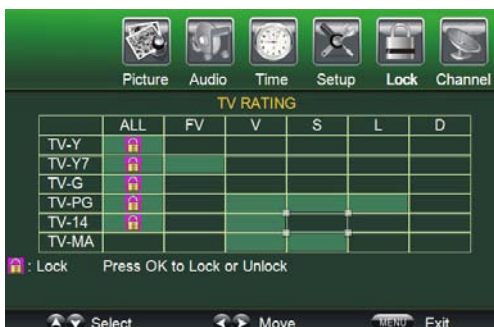 Picture Audio Time Setup Lock Channel
TV RATING
ALL FV V S L D
TV-Y
TV-Y7
TV-G
TV-PG
TV-14
TV-MA
: Lock Press OK to Lock or Unlock
Select Move MENU Exit